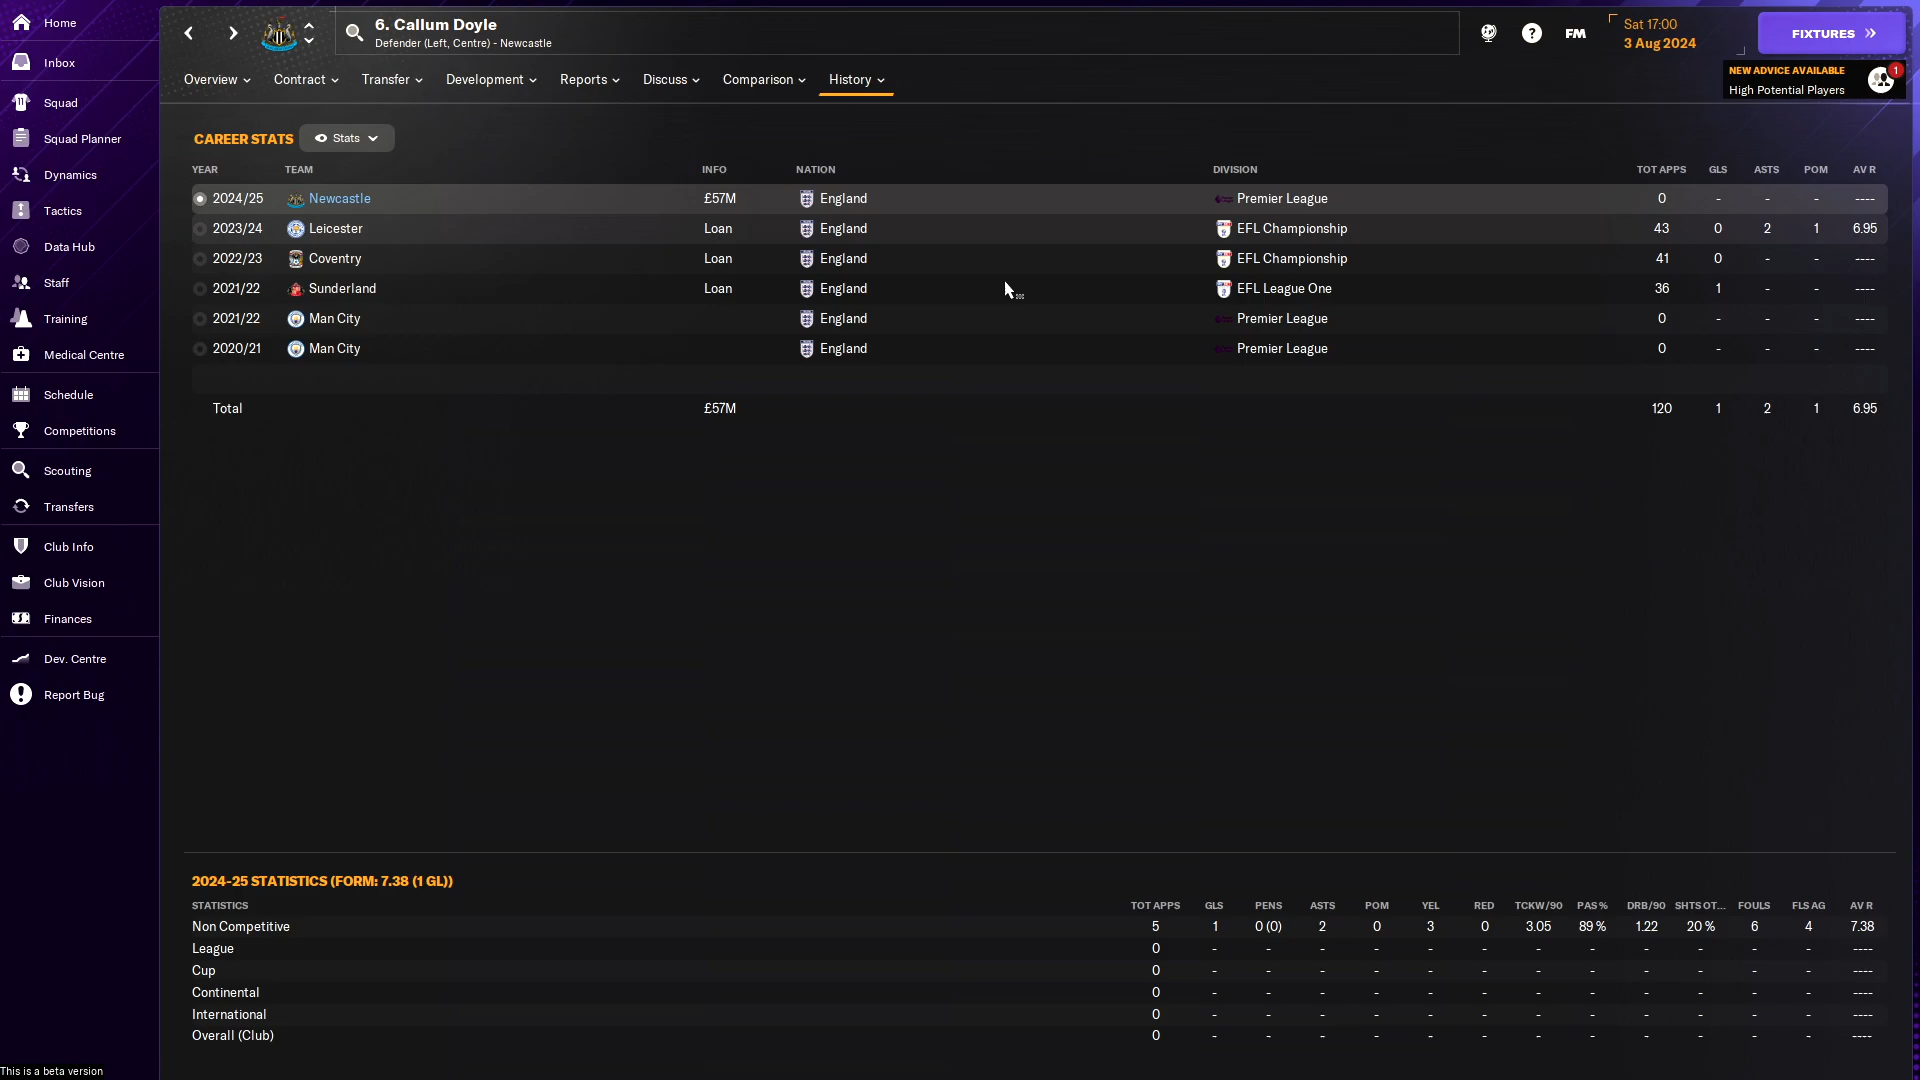 Home
Inbox
Squad
Squad Planner
Dynamics
Tactics
Data Hub
Staff
Training
Medical Centre
Schedule
Competitions
Scouting
Transfers
Club Info
Club Vision
Finances
Dev. Centre
Report Bug
This is a beta version
6. Callum Doyle
Defender (Left, Centre) - Newcastle
? FM
Sat 17:00
3 Aug 2024
FIXTURES
Overview Contract Transfer Development Reports Discuss Comparison History
NEW ADVICE AVAILABLE 1
High Potential Players
CAREER STATS Stats
YEAR TEAM INFO NATION DIVISION TOT APPS GLS ASTS POM AV R
2024/25 Newcastle £57M England Premier League 0 - - - ----
2023/24 Leicester Loan England EFL Championship 43 0 2 1 6.95
2022/23 Coventry Loan England EFL Championship 41 0 - - ----
2021/22 Sunderland Loan England EFL League One 36 1 - - ----
2021/22 Man City England Premier League 0 - - - ----
2020/21 Man City England Premier League 0 - - - ----
Total £57M 120 1 2 1 6.95
2024-25 STATISTICS (FORM: 7.38 (1 GL))
STATISTICS TOT APPS GLS PENS ASTS POM YEL RED TCKW/90 PAS % DRB/90 SHTS OT... FOULS FLS AG AV R
Non Competitive 5 1 0 (0) 2 0 3 0 3.05 89 % 1.22 20 % 6 4 7.38
League 0 - - - - - - - - - - - - ----
Cup 0 - - - - - - - - - - - - ----
Continental 0 - - - - - - - - - - - - ----
International 0 - - - - - - - - - - - - ----
Overall (Club) 0 - - - - - - - - - - - - ----